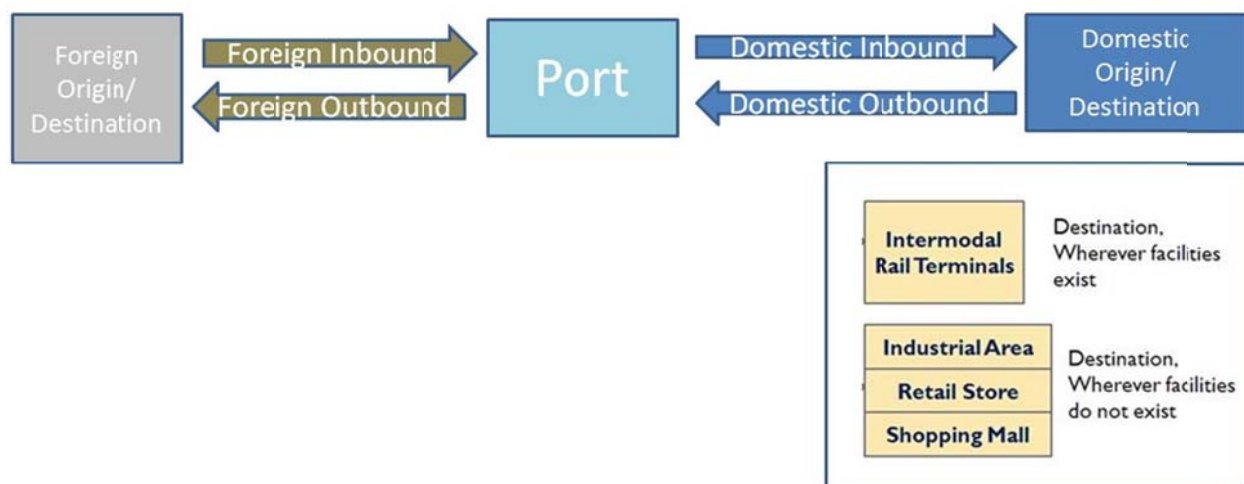 Foreign
Origin/
Destination
Foreign Inbound
Foreign Outbound
Port
Domestic Inbound
Domestic Outbound
Domestic
Origin/
Destination
Intermodal
Rail Terminals
Destination,
Wherever facilities
exist
Industrial Area
Retail Store
Shopping Mall
Destination,
Wherever facilities
do not exist